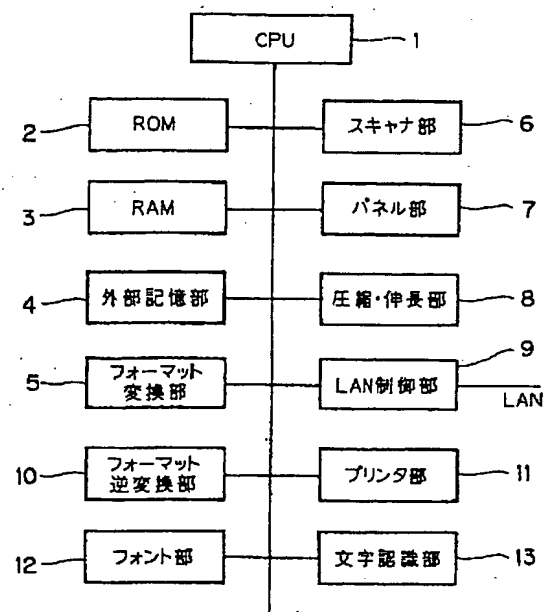 CPU
1
2
ROM
スキャナ部
6
3
RAM
パネル部
7
4
外部記憶部
圧縮・伸長部
8
5
フォーマット
変換部
LAN制御部
9
LAN
10
フォーマット
逆変換部
プリンタ部
11
12
フォント部
文字認識部
13